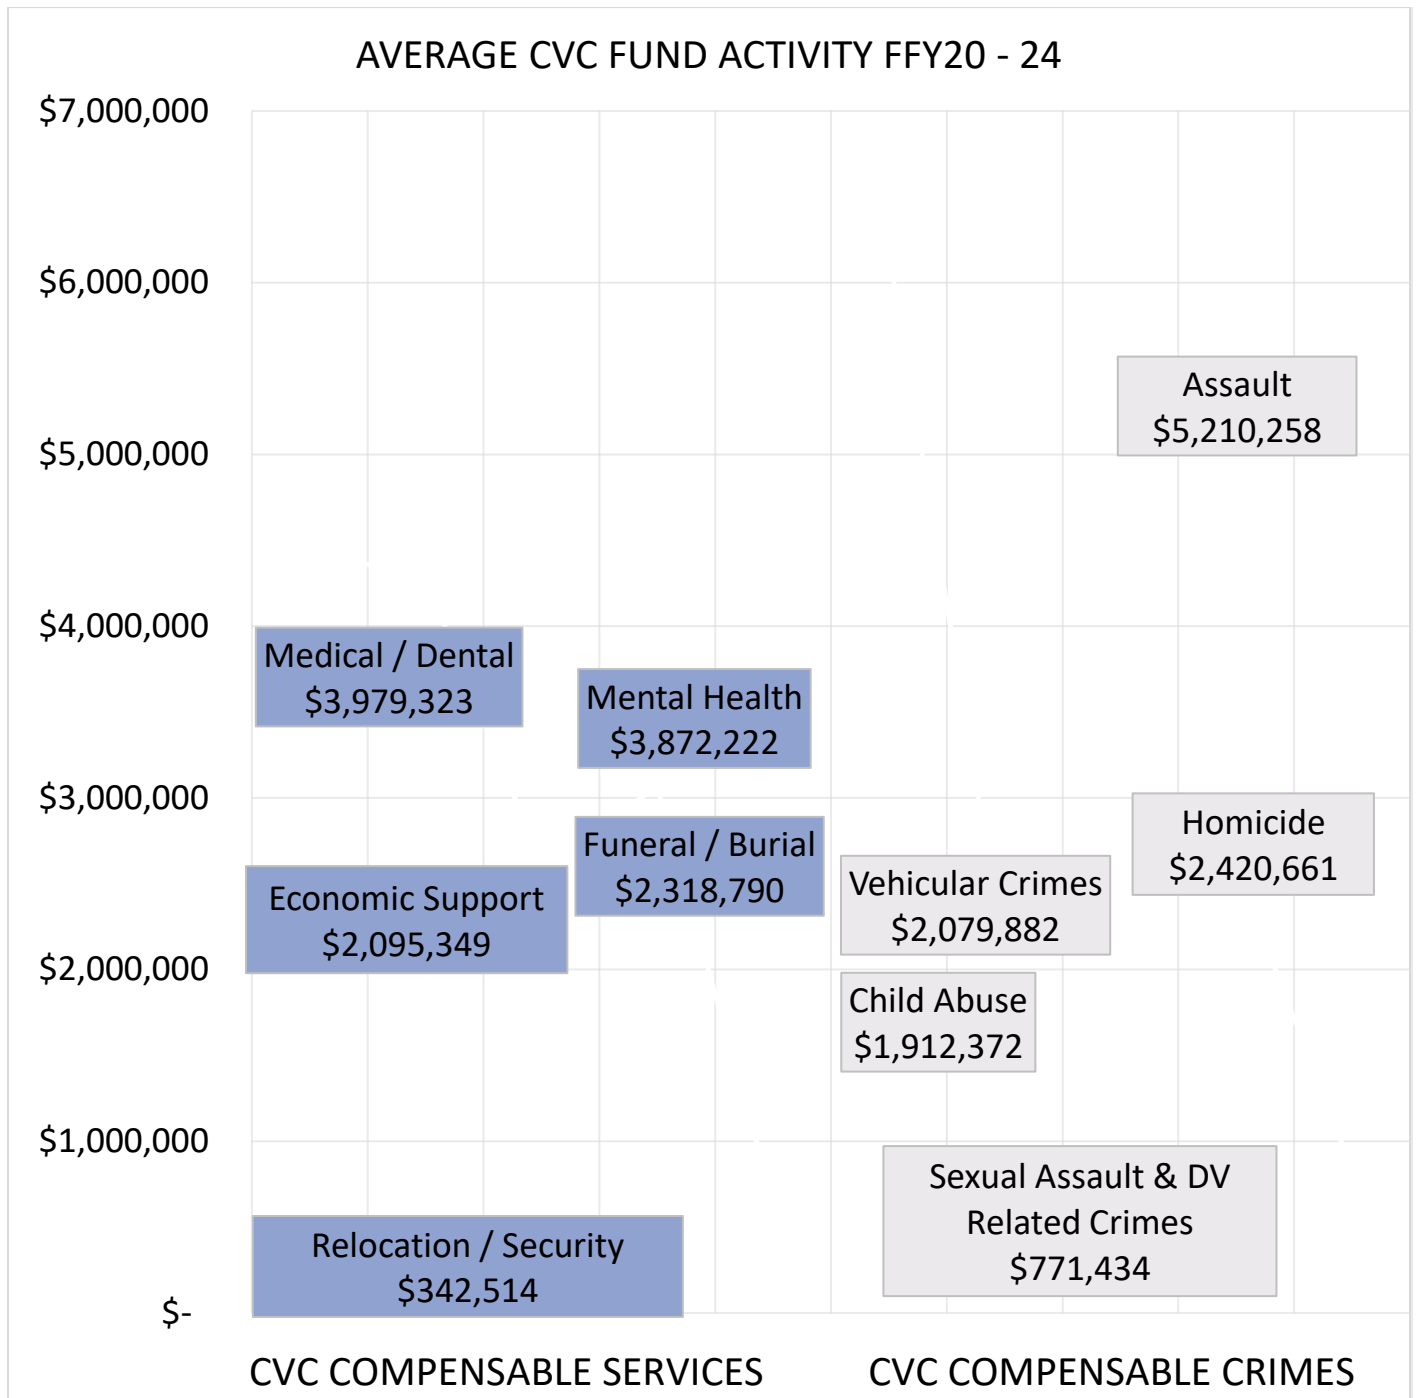 AVERAGE CVC FUND ACTIVITY FFY20 - 24
$7,000,000
$6,000,000
$5,000,000
$4,000,000
$3,000,000
$2,000,000
$1,000,000
$-
Medical / Dental
$3,979,323
Mental Health
$3,872,222
Funeral / Burial
$2,318,790
Economic Support
$2,095,349
Relocation / Security
$342,514
Assault
$5,210,258
Homicide
$2,420,661
Vehicular Crimes
$2,079,882
Child Abuse
$1,912,372
Sexual Assault & DV
Related Crimes
$771,434
CVC COMPENSABLE SERVICES
CVC COMPENSABLE CRIMES